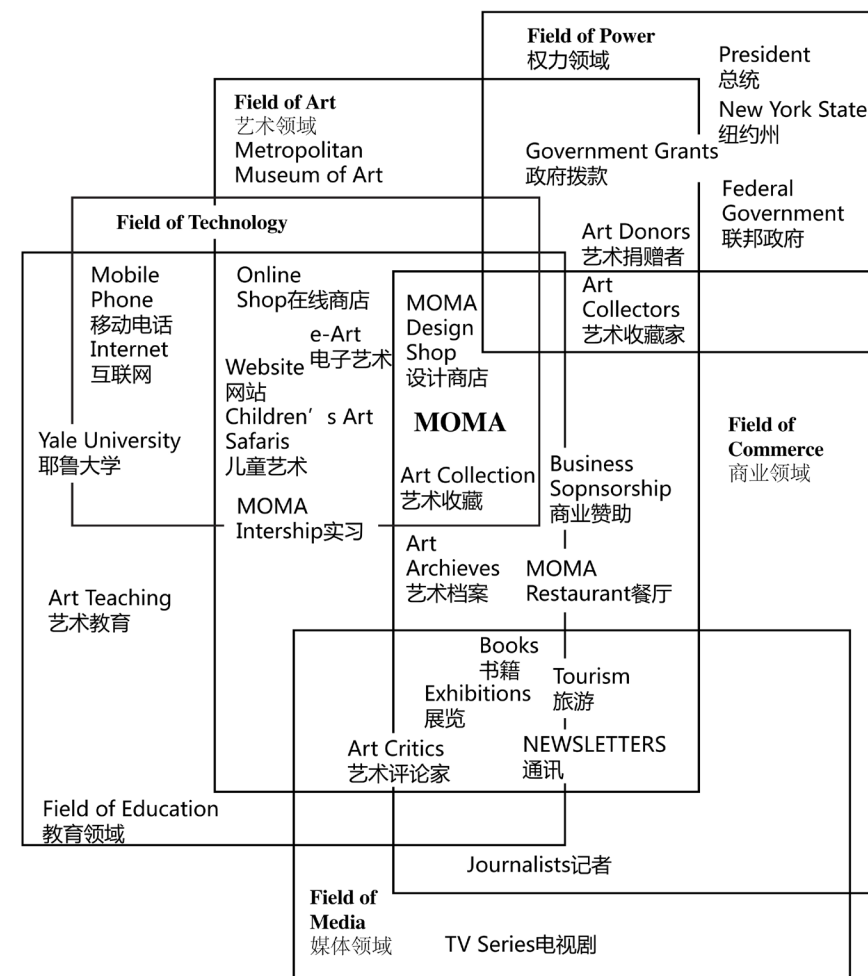 Field of Power
权力领域
President
总统
New York State
纽约州
Field of Art
艺术领域
Metropolitan
Museum of Art
Government Grants
政府拨款
Federal
Government
联邦政府
Field of Technology
Art Donors
艺术捐赠者
Mobile
Phone
移动电话
Internet
互联网
Online
Shop在线商店
e-Art
电子艺术
Website
网站
Children’s Art
Safaris
儿童艺术
MOMA
Design
Shop
设计商店
Art
Collectors
艺术收藏家
MOMA
Field of
Commerce
商业领域
Yale University
耶鲁大学
Art Collection
艺术收藏
Business
Sopnsorship
商业赞助
MOMA
Intership实习
Art
Archieves
艺术档案
MOMA
Restaurant餐厅
Art Teaching
艺术教育
Books
书籍
Tourism
旅游
Exhibitions
展览
Art Critics
艺术评论家
NEWSLETTERS
通讯
Field of Education
教育领域
Journalists记者
Field of
Media
媒体领域
TV Series电视剧